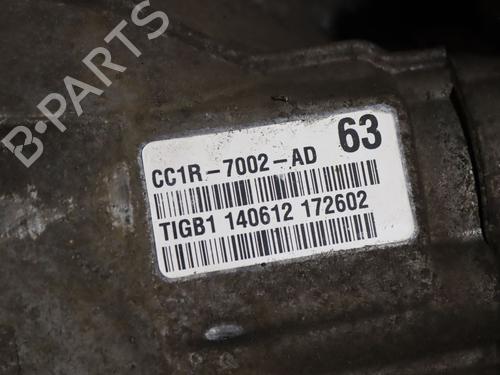 B-PARTS
63
CC1R-7002-AD
TIGB1 140612 172602